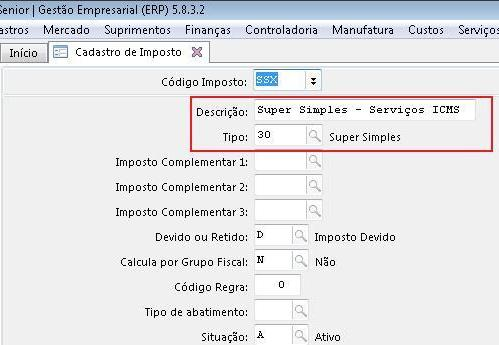 Senior | Gestão Empresarial (ERP) 5.8.3.2
astros Mercado Suprimentos Finanças Controladoria Manufatura Custos Serviços
Início Cadastro de Imposto
Código Imposto: SSX
Descrição: Super Simples - Serviços ICMS
Tipo: 30 Super Simples
Imposto Complementar 1:
Imposto Complementar 2:
Imposto Complementar 3:
Devido ou Retido: D Imposto Devido
Calcula por Grupo Fiscal: N Não
Código Regra: 0
Tipo de abatimento:
Situação: A Ativo